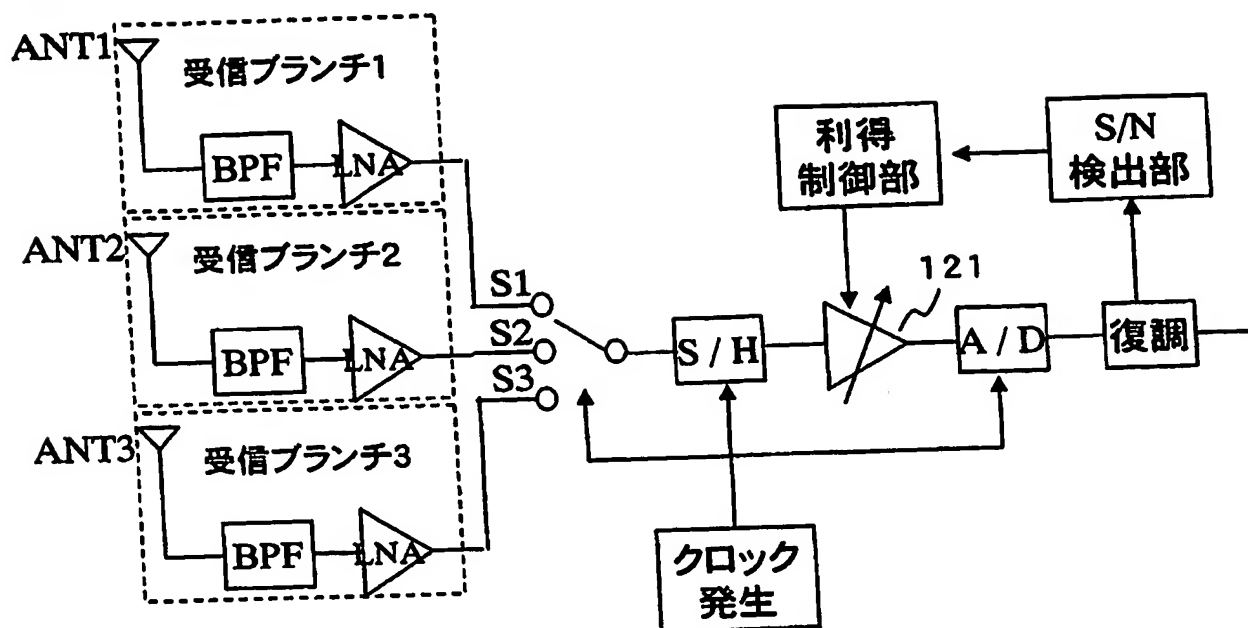 ANT1
受信ブランチ1
BPF
LNA
ANT2
受信ブランチ2
BPF
LNA
ANT3
受信ブランチ3
BPF
LNA
S1
S2
S3
S / H
利得
制御部
S/N
検出部
121
A / D
復調
クロック
発生